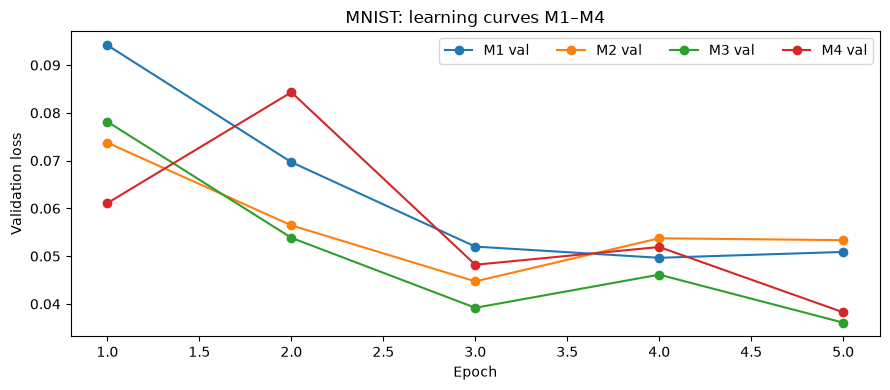 MNIST: learning curves M1–M4
M1 val M2 val M3 val M4 val
Validation loss
0.09
0.08
0.07
0.06
0.05
0.04
1.0 1.5 2.0 2.5 3.0 3.5 4.0 4.5 5.0
Epoch